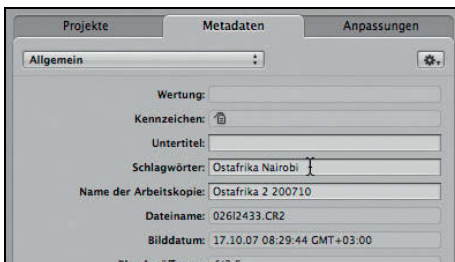 Projekte Metadaten Anpassungen
Allgemein
Wertung:
Kennzeichen:
Untertitel:
Schlagwörter: Ostafrika Nairobi
Name der Arbeitskopie: Ostafrika 2 200710
Dateiname: 026I2433.CR2
Bilddatum: 17.10.07 08:29:44 GMT+03:00